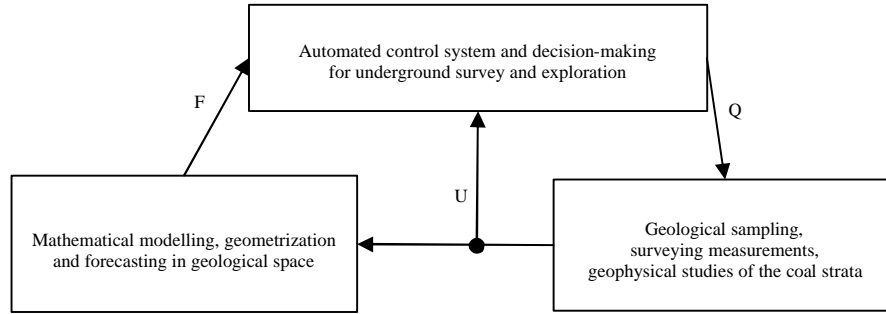 Automated control system and decision-making
for underground survey and exploration
F
Q
U
Mathematical modelling, geometrization
and forecasting in geological space
Geological sampling,
surveying measurements,
geophysical studies of the coal strata